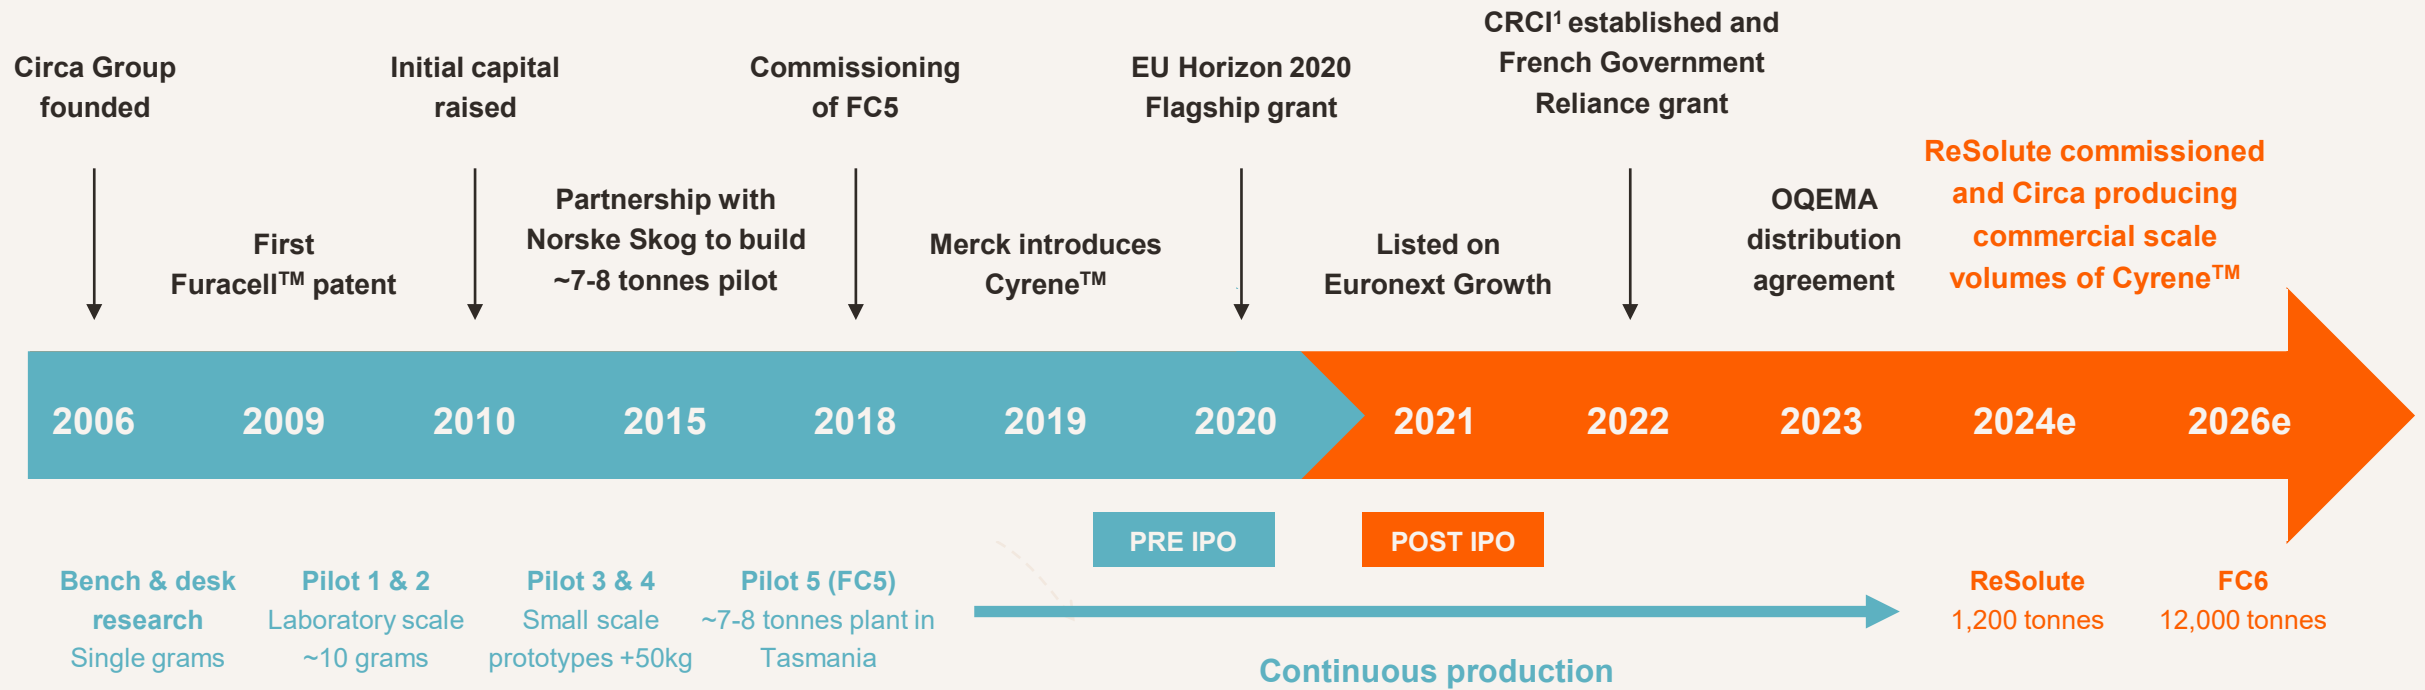 Circa Group
founded
First
Furacell™ patent
Initial capital
raised
Partnership with
Norske Skog to build
~7-8 tonnes pilot
Commissioning
of FC5
Merck introduces
Cyrene™
EU Horizon 2020
Flagship grant
Listed on
Euronext Growth
CRCI¹ established and
French Government
Reliance grant
OQEMA
distribution
agreement
ReSolute commissioned
and Circa producing
commercial scale
volumes of Cyrene™
2006 2009 2010 2015 2018 2019 2020 2021 2022 2023 2024e 2026e
PRE IPO
POST IPO
Bench & desk
research
Single grams
Pilot 1 & 2
Laboratory scale
~10 grams
Pilot 3 & 4
Small scale
prototypes +50kg
Pilot 5 (FC5)
~7-8 tonnes plant in
Tasmania
Continuous production
ReSolute
1,200 tonnes
FC6
12,000 tonnes